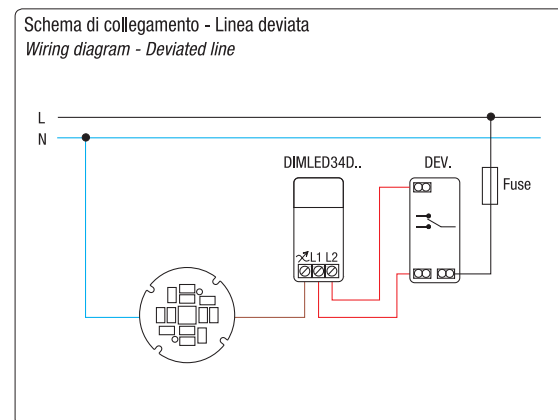 Schema di collegamento - Linea deviata
Wiring diagram - Deviated line
L
N
DIMLED34D..
DEV.
Fuse
L1 L2